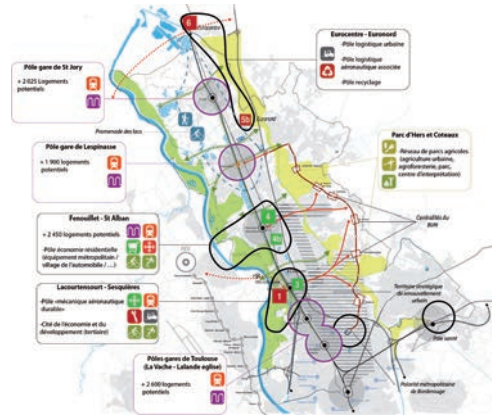 6
Eurocentre - Euronord
-Pôle logistique urbaine
-Pôle logistique
aéronautique associée
-Pôle recyclage
Pôle gare de St Jory
+ 2 025 Logements
potentiels
5b
Promenade des lacs
Pôle gare de Lespinasse
+ 1 900 logements
potentiels
Parc d'Hers et Coteaux
-Réseau de parcs agricoles
(agriculture urbaine,
agroforesterie, parc,
centre d'interprétation)
Fenouillet - St Alban
+ 2 450 logements potentiels
-Pôle économie résidentielle
(équipement métropolitain /
village de l'automobile / ...)
4
Centralités du
BUN
Lacourtensourt - Sesquières
-Pôle «mécanique aéronautique
durable»
-Cité de l'économie et du
développement (tertiaire)
1
3
Territoire stratégique
de renouvellement
urbain
Pôle santé
Pôles gares de Toulouse
(La Vache - Lalande eglise)
+ 2 600 logements
potentiels
Polarité métropolitaine
de Borderouge